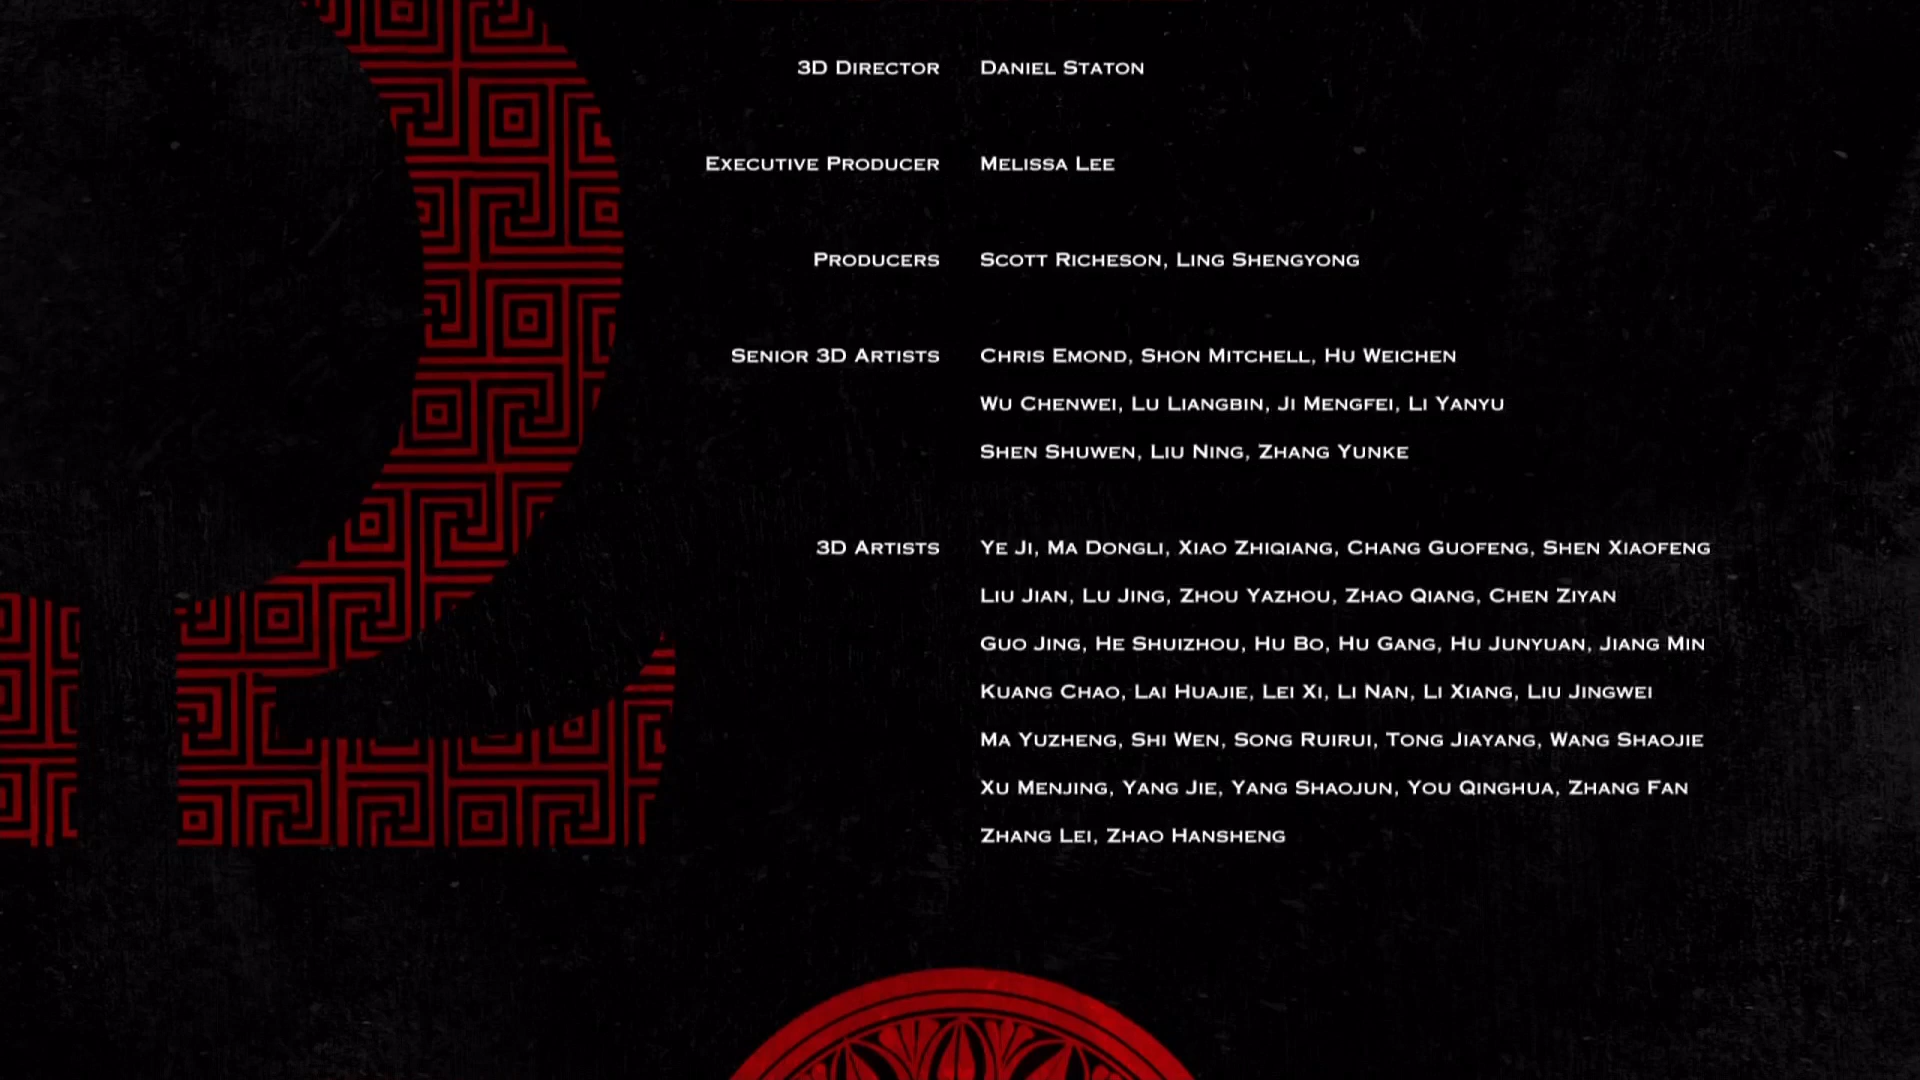 3D Director Daniel Staton
Executive Producer Melissa Lee
Producers Scott Richeson, Ling Shengyong
Senior 3D Artists Chris Emond, Shon Mitchell, Hu Weichen
Wu Chenwei, Lu Liangbin, Ji Mengfei, Li Yanyu
Shen Shuwen, Liu Ning, Zhang Yunke
3D Artists Ye Ji, Ma Dongli, Xiao Zhiqiang, Chang Guofeng, Shen Xiaofeng
Liu Jian, Lu Jing, Zhou Yazhou, Zhao Qiang, Chen Ziyan
Guo Jing, He Shuizhou, Hu Bo, Hu Gang, Hu Junyuan, Jiang Min
Kuang Chao, Lai Huajie, Lei Xi, Li Nan, Li Xiang, Liu Jingwei
Ma Yuzheng, Shi Wen, Song Ruirui, Tong Jiayang, Wang Shaojie
Xu Menjing, Yang Jie, Yang Shaojun, You Qinghua, Zhang Fan
Zhang Lei, Zhao Hansheng